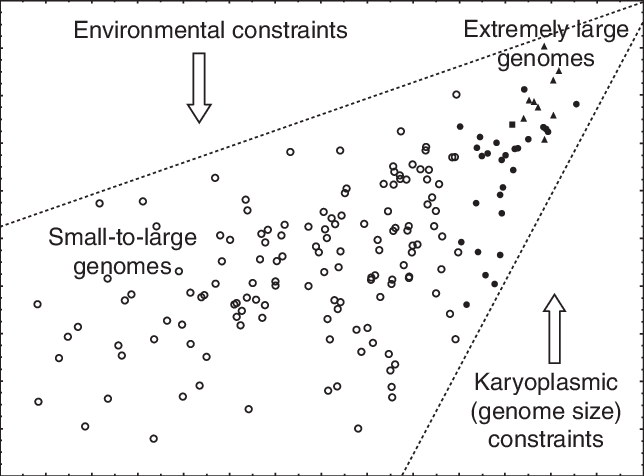 Environmental constraints
Extremely large
genomes
Small-to-large
genomes
Karyoplasmic
(genome size)
constraints